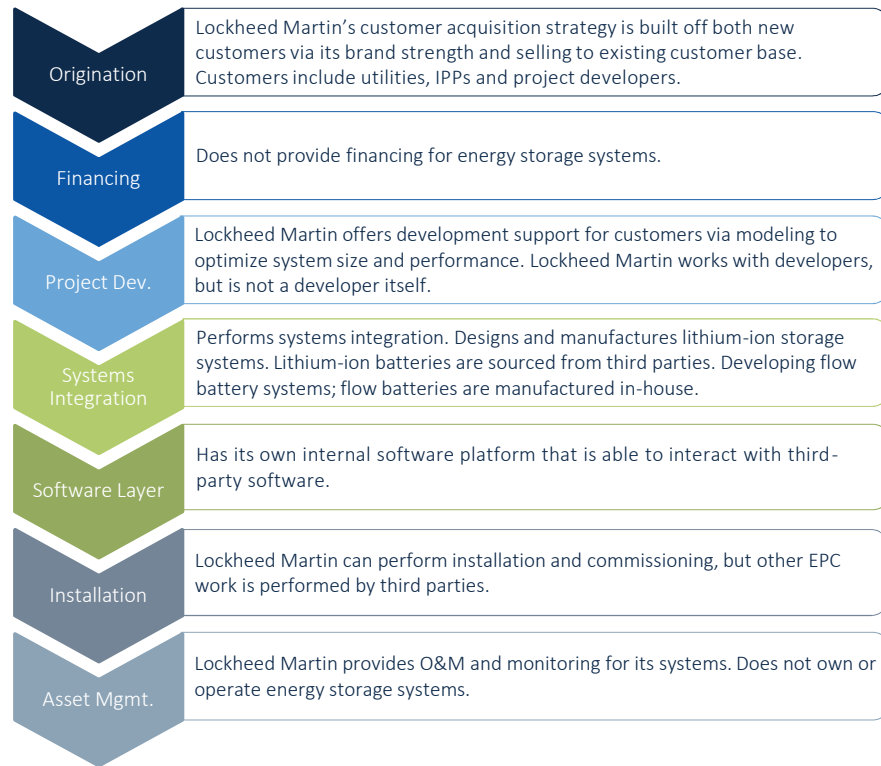 Origination
Lockheed Martin’s customer acquisition strategy is built off both new
customers via its brand strength and selling to existing customer base.
Customers include utilities, IPPs and project developers.
Financing
Does not provide financing for energy storage systems.
Project Dev.
Lockheed Martin offers development support for customers via modeling to
optimize system size and performance. Lockheed Martin works with developers,
but is not a developer itself.
Systems
Integration
Performs systems integration. Designs and manufactures lithium-ion storage
systems. Lithium-ion batteries are sourced from third parties. Developing flow
battery systems; flow batteries are manufactured in-house.
Software Layer
Has its own internal software platform that is able to interact with third-
party software.
Installation
Lockheed Martin can perform installation and commissioning, but other EPC
work is performed by third parties.
Asset Mgmt.
Lockheed Martin provides O&M and monitoring for its systems. Does not own or
operate energy storage systems.